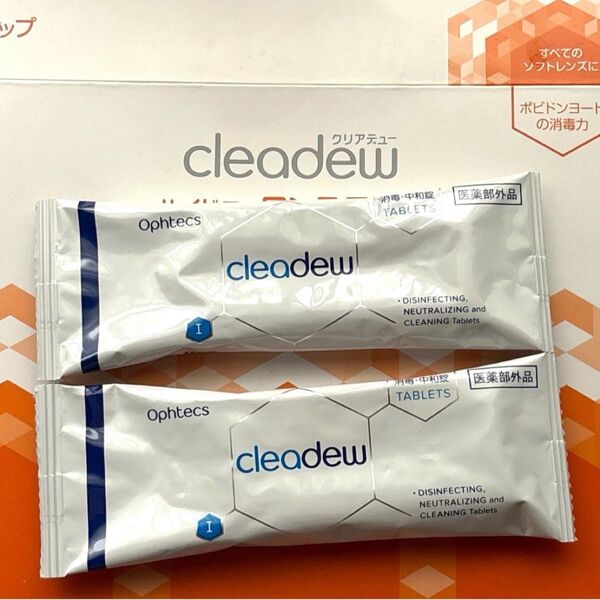 ップ
すべての
ソフトレンズに
ポビドンヨード
の消毒力
クリアデュー
cleadew
Ophtecs
消毒・中和錠
TABLETS
医薬部外品
cleadew
・DISINFECTING,
NEUTRALIZING and
CLEANING Tablets
I
Ophtecs
消毒・中和錠
TABLETS
医薬部外品
cleadew
・DISINFECTING,
NEUTRALIZING and
CLEANING Tablets
I